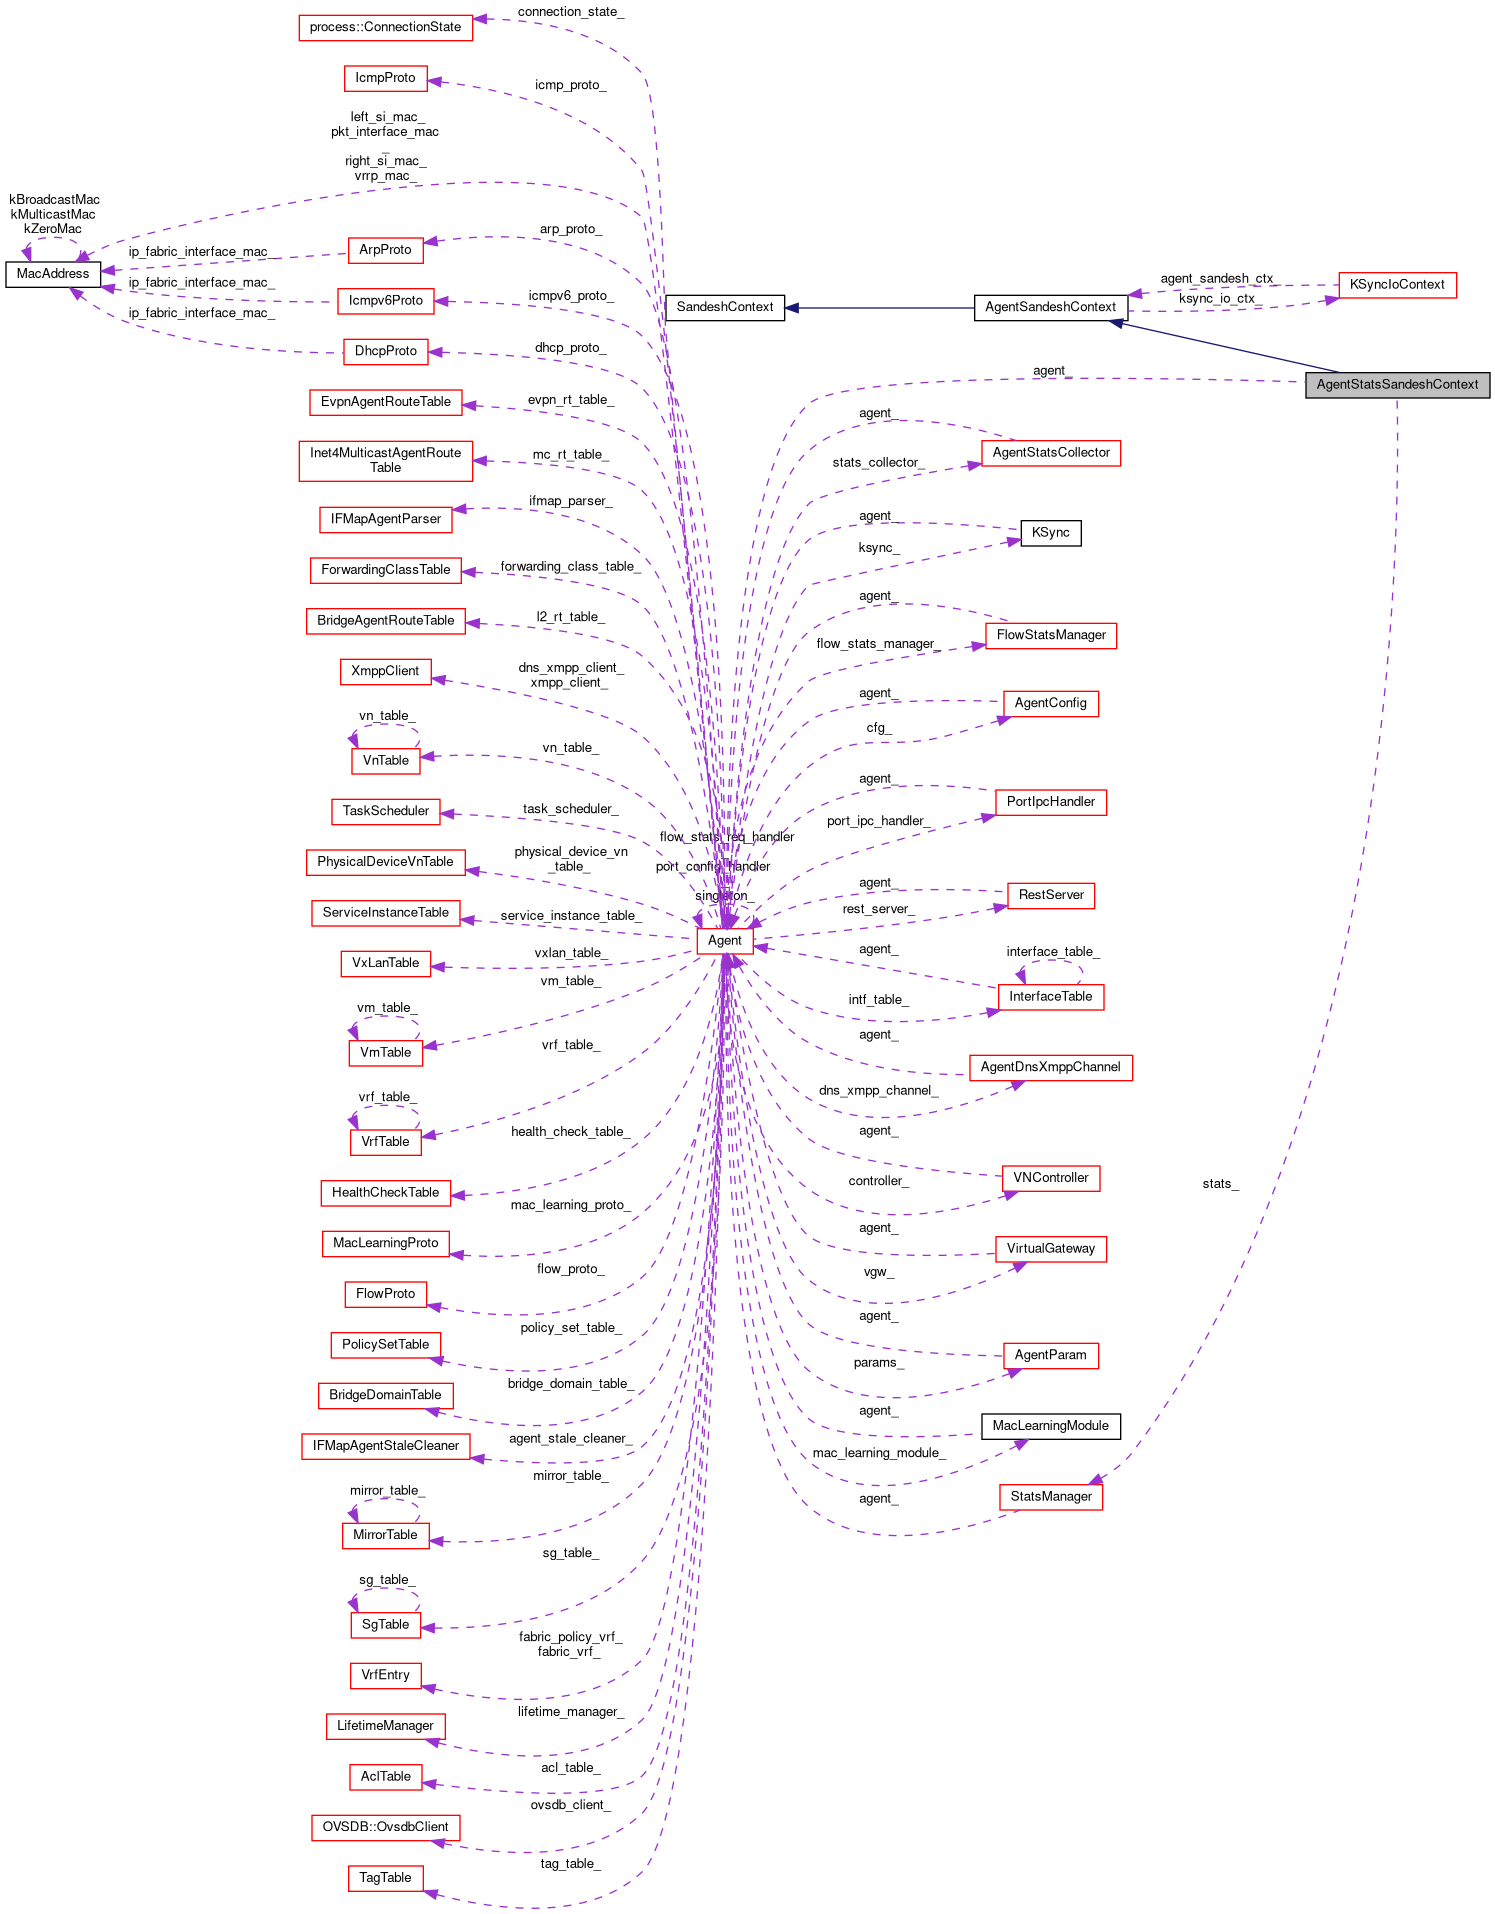 connection_state_
process::ConnectionState
IcmpProto
icmp_proto_
left_si_mac_
pkt_interface_mac
_
right_si_mac_
vrrp_mac_
kBroadcastMac
kMulticastMac
kZeroMac
MacAddress
ip_fabric_interface_mac_
ArpProto
arp_proto_
ip_fabric_interface_mac_
Icmpv6Proto
icmpv6_proto_
ip_fabric_interface_mac_
DhcpProto
dhcp_proto_
SandeshContext
AgentSandeshContext
agent_sandesh_ctx_
ksync_io_ctx_
KSyncIoContext
AgentStatsSandeshContext
agent_
EvpnAgentRouteTable
evpn_rt_table_
agent_
Inet4MulticastAgentRoute
Table
mc_rt_table_
stats_collector_
AgentStatsCollector
IFMapAgentParser
ifmap_parser_
agent_
KSync
ksync_
ForwardingClassTable
forwarding_class_table_
agent_
BridgeAgentRouteTable
l2_rt_table_
flow_stats_manager_
FlowStatsManager
XmppClient
dns_xmpp_client_
xmpp_client_
agent_
AgentConfig
cfg_
vn_table_
VnTable
vn_table_
agent_
TaskScheduler
task_scheduler_
port_ipc_handler_
PortIpcHandler
flow_stats_req_handler
_
port_config_handler
_
singleton_
PhysicalDeviceVnTable
physical_device_vn
_table_
agent_
RestServer
rest_server_
ServiceInstanceTable
service_instance_table_
Agent
VxLanTable
vxlan_table_
agent_
interface_table_
InterfaceTable
intf_table_
vm_table_
vm_table_
VmTable
vrf_table_
agent_
AgentDnsXmppChannel
dns_xmpp_channel_
vrf_table_
VrfTable
health_check_table_
agent_
VNController
controller_
stats_
HealthCheckTable
mac_learning_proto_
MacLearningProto
agent_
VirtualGateway
vgw_
flow_proto_
FlowProto
policy_set_table_
PolicySetTable
agent_
AgentParam
params_
bridge_domain_table_
BridgeDomainTable
agent_
MacLearningModule
mac_learning_module_
agent_stale_cleaner_
IFMapAgentStaleCleaner
mirror_table_
mirror_table_
MirrorTable
agent_
StatsManager
sg_table_
sg_table_
SgTable
fabric_policy_vrf_
fabric_vrf_
VrfEntry
lifetime_manager_
LifetimeManager
acl_table_
AclTable
ovsdb_client_
OVSDB::OvsdbClient
tag_table_
TagTable